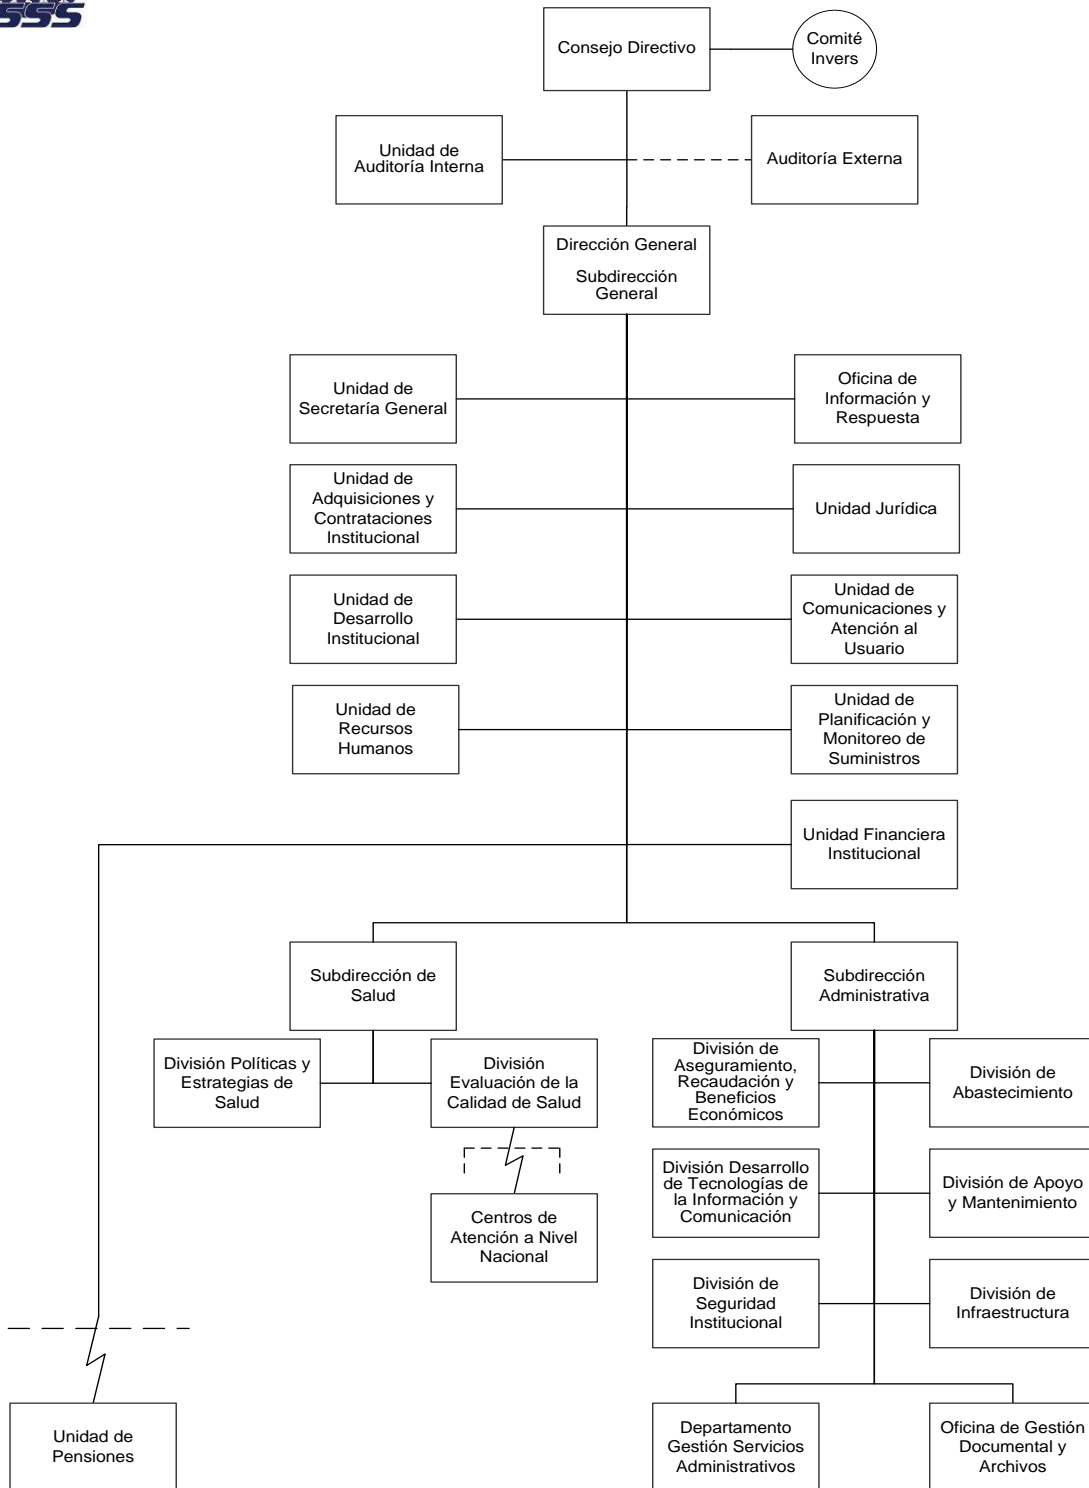 Consejo Directivo
Comité
Invers
Unidad de
Auditoría Interna
Auditoría Externa
Dirección General
Subdirección
General
Unidad de
Secretaría General
Oficina de
Información y
Respuesta
Unidad de
Adquisiciones y
Contrataciones
Institucional
Unidad Jurídica
Unidad de
Desarrollo
Institucional
Unidad de
Comunicaciones y
Atención al
Usuario
Unidad de
Recursos
Humanos
Unidad de
Planificación y
Monitoreo de
Suministros
Unidad Financiera
Institucional
Subdirección de
Salud
Subdirección
Administrativa
División Políticas y
Estrategias de
Salud
División
Evaluación de la
Calidad de Salud
División de
Aseguramiento,
Recaudación y
Beneficios
Económicos
División de
Abastecimiento
Centros de
Atención a Nivel
Nacional
División Desarrollo
de Tecnologías de
la Información y
Comunicación
División de Apoyo
y Mantenimiento
División de
Seguridad
Institucional
División de
Infraestructura
Unidad de
Pensiones
Departamento
Gestión Servicios
Administrativos
Oficina de Gestión
Documental y
Archivos